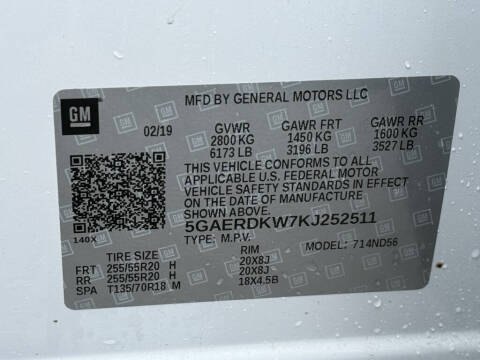 GM
MFD BY GENERAL MOTORS LLC
02/19 GVWR GAWR FRT GAWR RR
2800 KG 1450 KG 1600 KG
6173 LB 3196 LB 3527 LB
THIS VEHICLE CONFORMS TO ALL
APPLICABLE U.S. FEDERAL MOTOR
VEHICLE SAFETY STANDARDS IN EFFECT
ON THE DATE OF MANUFACTURE
SHOWN ABOVE.
5GAERDKW7KJ252511
140X TYPE: M.P.V. MODEL: 714ND56
TIRE SIZE RIM
FRT 255/55R20 H 20X8J
RR 255/55R20 H 20X8J
SPA T135/70R18 M 18X4.5B